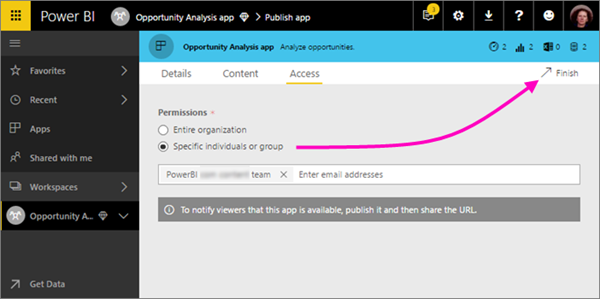 Power BI
Opportunity Analysis app > Publish app
1
?
Opportunity Analysis app Analyze opportunities.
2 2 0 2
Favorites
Recent
Apps
Shared with me
Workspaces
Opportunity A...
Get Data
Details Content Access
Finish
Permissions *
Entire organization
Specific individuals or group
PowerBI team × Enter email addresses
To notify viewers that this app is available, publish it and then share the URL.